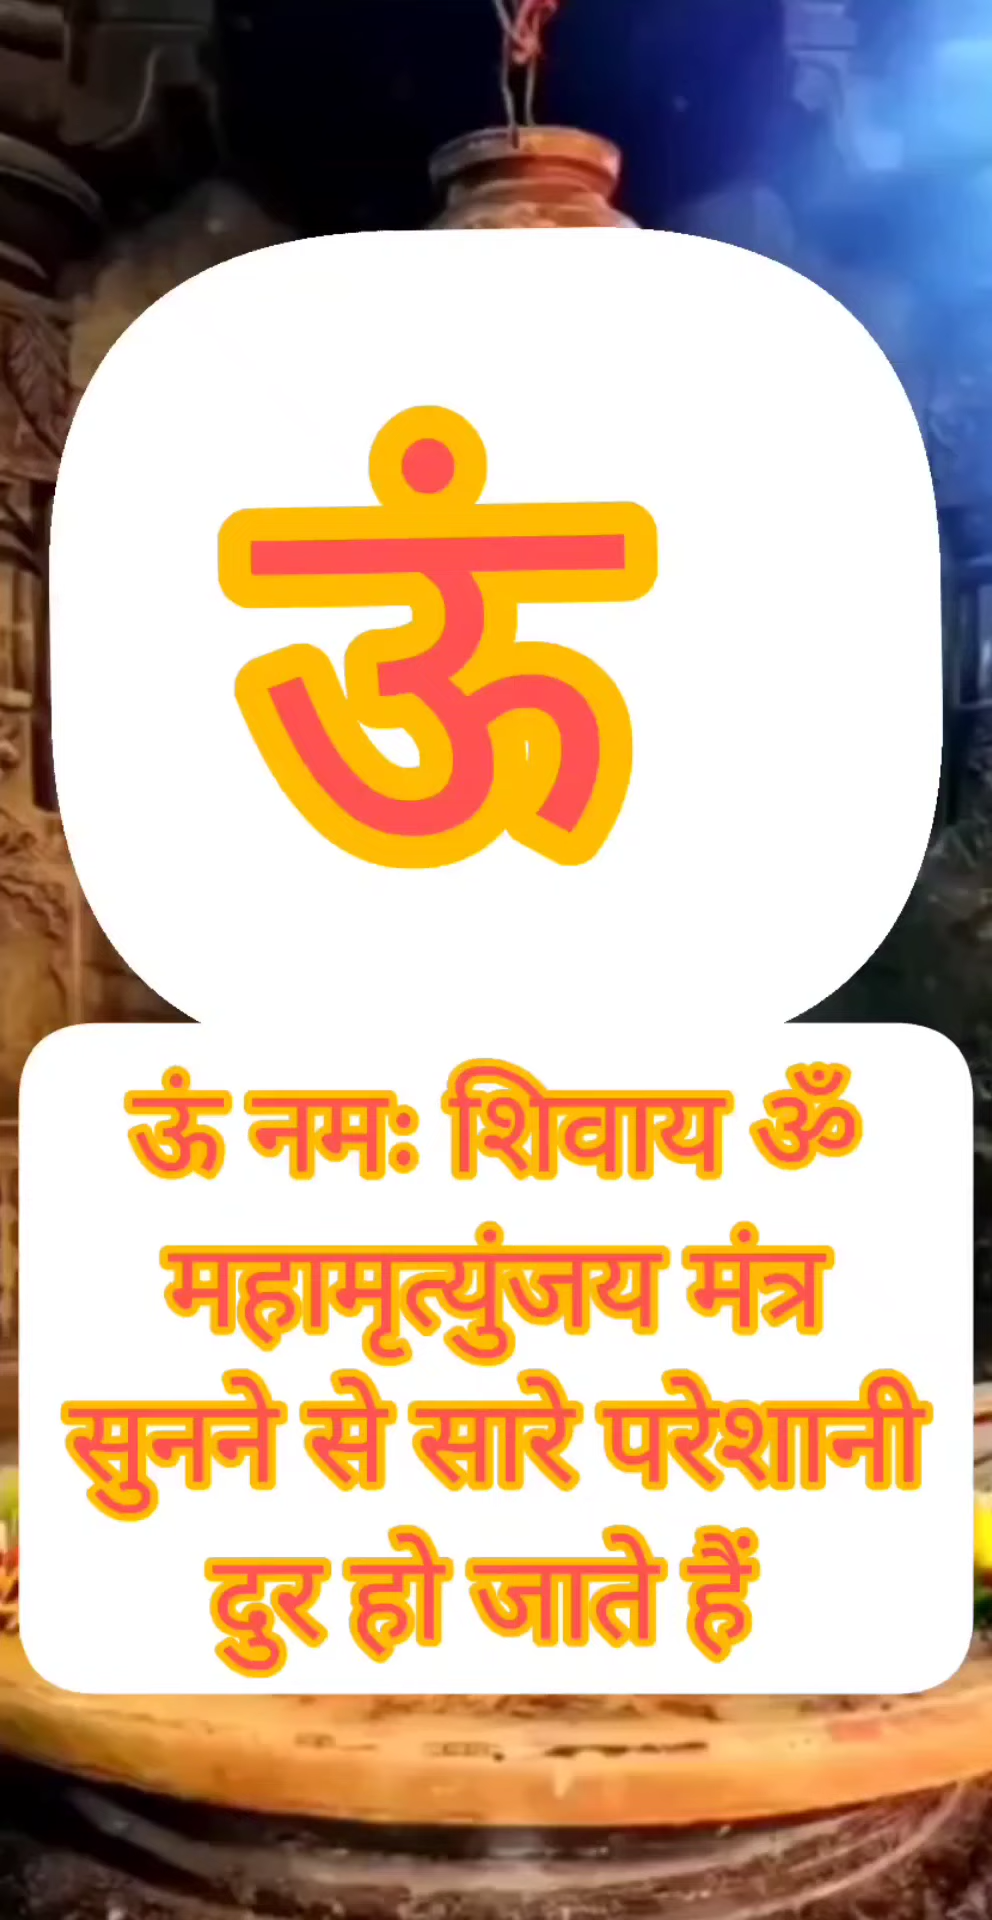 ऊं
ऊं नमः शिवाय ॐ
महामृत्युंजय मंत्र
सुनने से सारे परेशानी
दुर हो जाते हैं